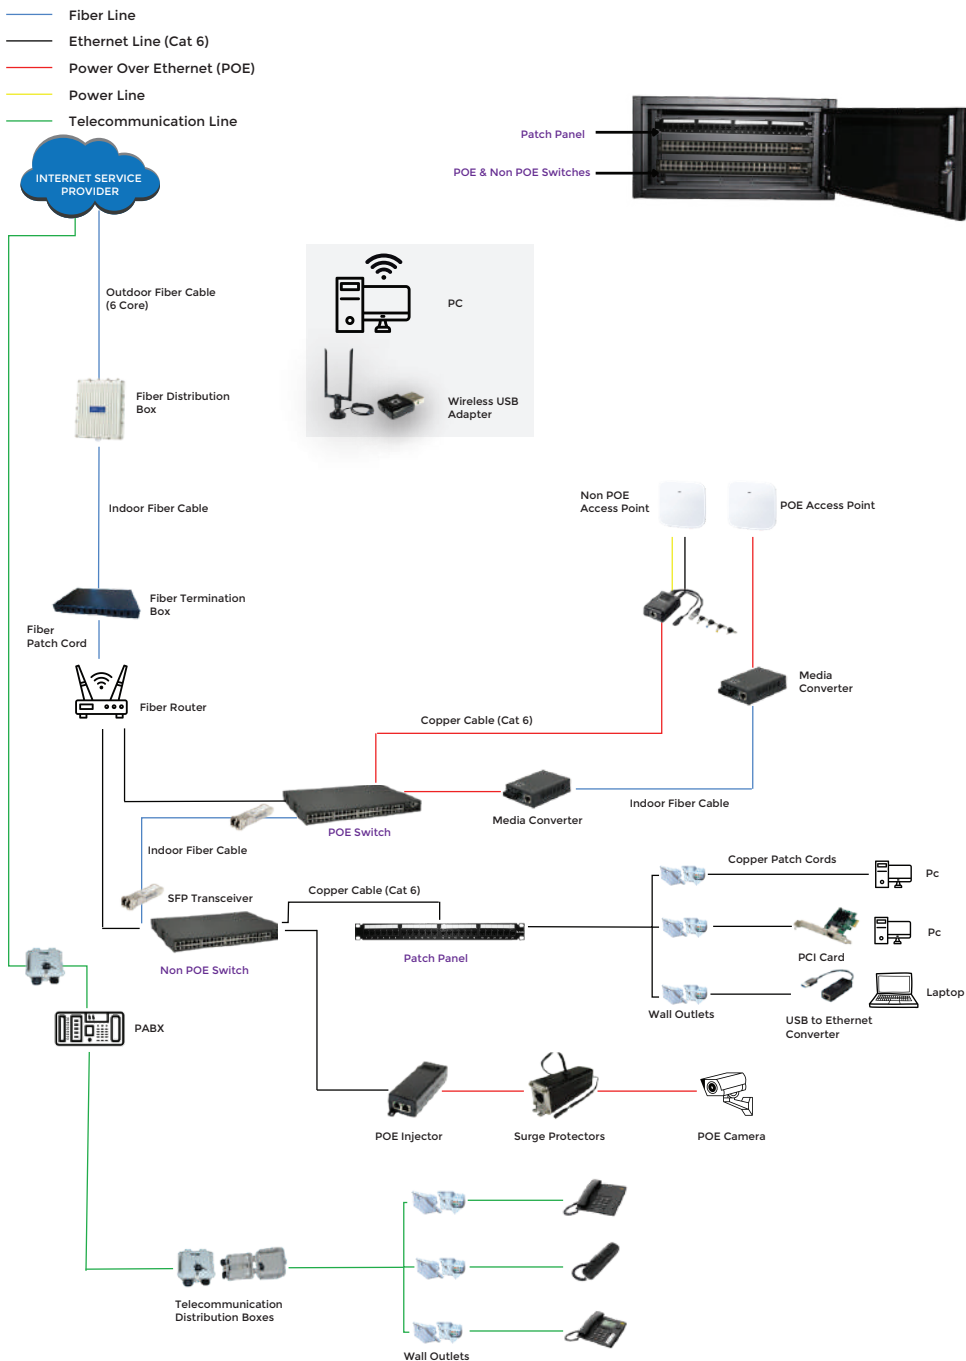 Fiber Line
Ethernet Line (Cat 6)
Power Over Ethernet (POE)
Power Line
Telecommunication Line
INTERNET SERVICE
PROVIDER
Patch Panel
POE & Non POE Switches
Outdoor Fiber Cable
(6 Core)
PC
Wireless USB
Adapter
Fiber Distribution
Box
Indoor Fiber Cable
Non POE
Access Point
POE Access Point
Fiber Termination
Box
Fiber
Patch Cord
Fiber Router
Media
Converter
Copper Cable (Cat 6)
Indoor Fiber Cable
Media Converter
POE Switch
Indoor Fiber Cable
SFP Transceiver
Copper Cable (Cat 6)
Copper Patch Cords
Pc
Non POE Switch
Patch Panel
PCI Card
Pc
Laptop
Wall Outlets
USB to Ethernet
Converter
PABX
POE Injector
Surge Protectors
POE Camera
Telecommunication
Distribution Boxes
Wall Outlets